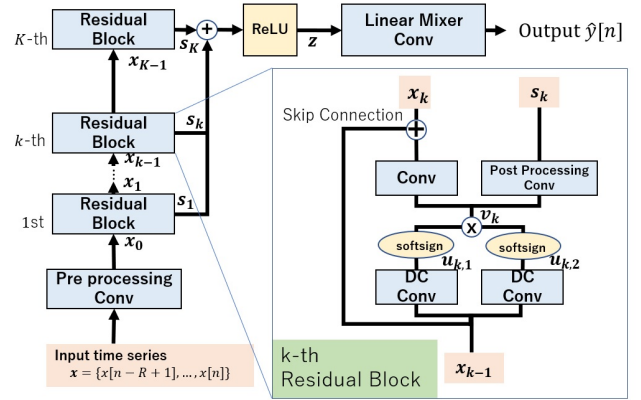 K-th
Residual
Block
s_K
+
ReLU
z
Linear Mixer
Conv
Output ŷ[n]
x_{K−1}
k-th
Residual
Block
s_k
x_{k−1}
x_1
1st
Residual
Block
s_1
x_0
Pre processing
Conv
Input time series
x = {x[n − R + 1], … , x[n]}
x_k
s_k
Skip Connection
+
Conv
Post Processing
Conv
v_k
x
softsign
softsign
u_{k,1}
u_{k,2}
DC
Conv
DC
Conv
k-th
Residual Block
x_{k−1}